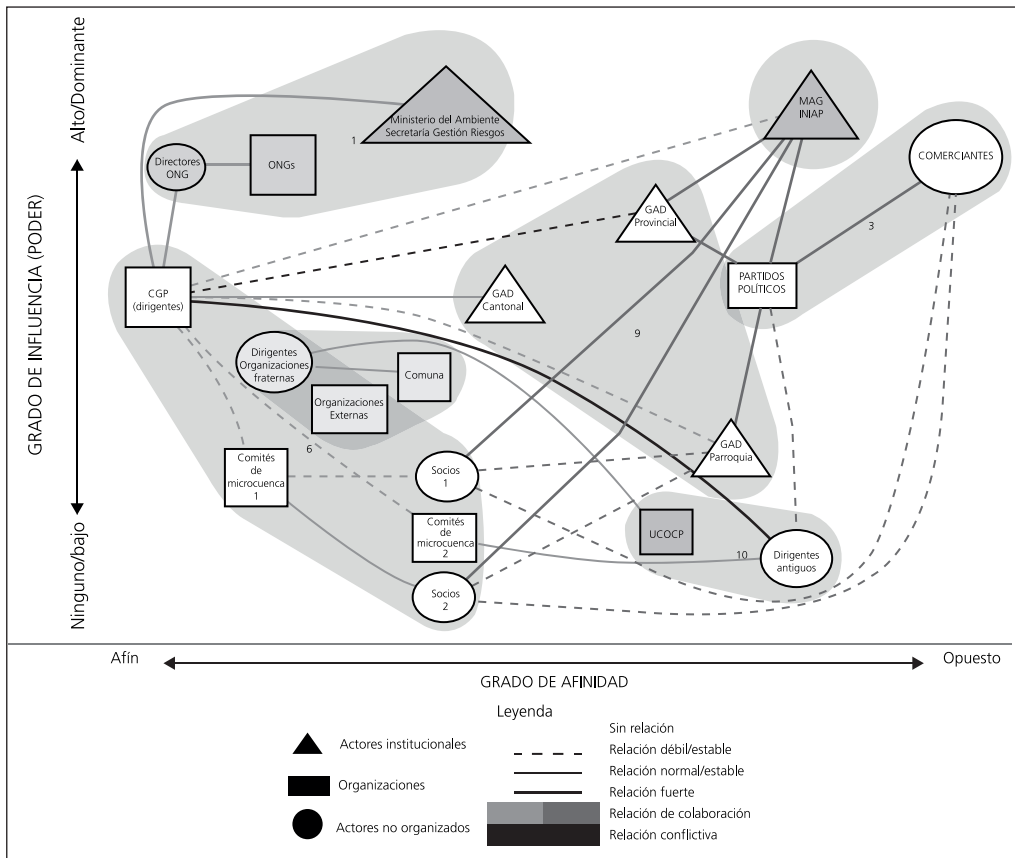 GRADO DE INFLUENCIA (PODER)
Alto/Dominante
Ninguno/bajo
Ministerio del Ambiente
Secretaría Gestión Riesgos
1
Directores
ONG
ONGs
MAG
INIAP
COMERCIANTES
GAD
Provincial
3
CGP
(dirigentes)
GAD
Cantonal
PARTIDOS
POLÍTICOS
9
Dirigentes
Organizaciones
fraternas
Comuna
Organizaciones
Externas
6
Comités
de
microcuenca
1
Socios
1
GAD
Parroquia
Comités
de
microcuenca
2
UCOCP
10
Dirigentes
antiguos
Socios
2
Afín
Opuesto
GRADO DE AFINIDAD
Leyenda
Actores institucionales
Organizaciones
Actores no organizados
Sin relación
Relación débil/estable
Relación normal/estable
Relación fuerte
Relación de colaboración
Relación conflictiva